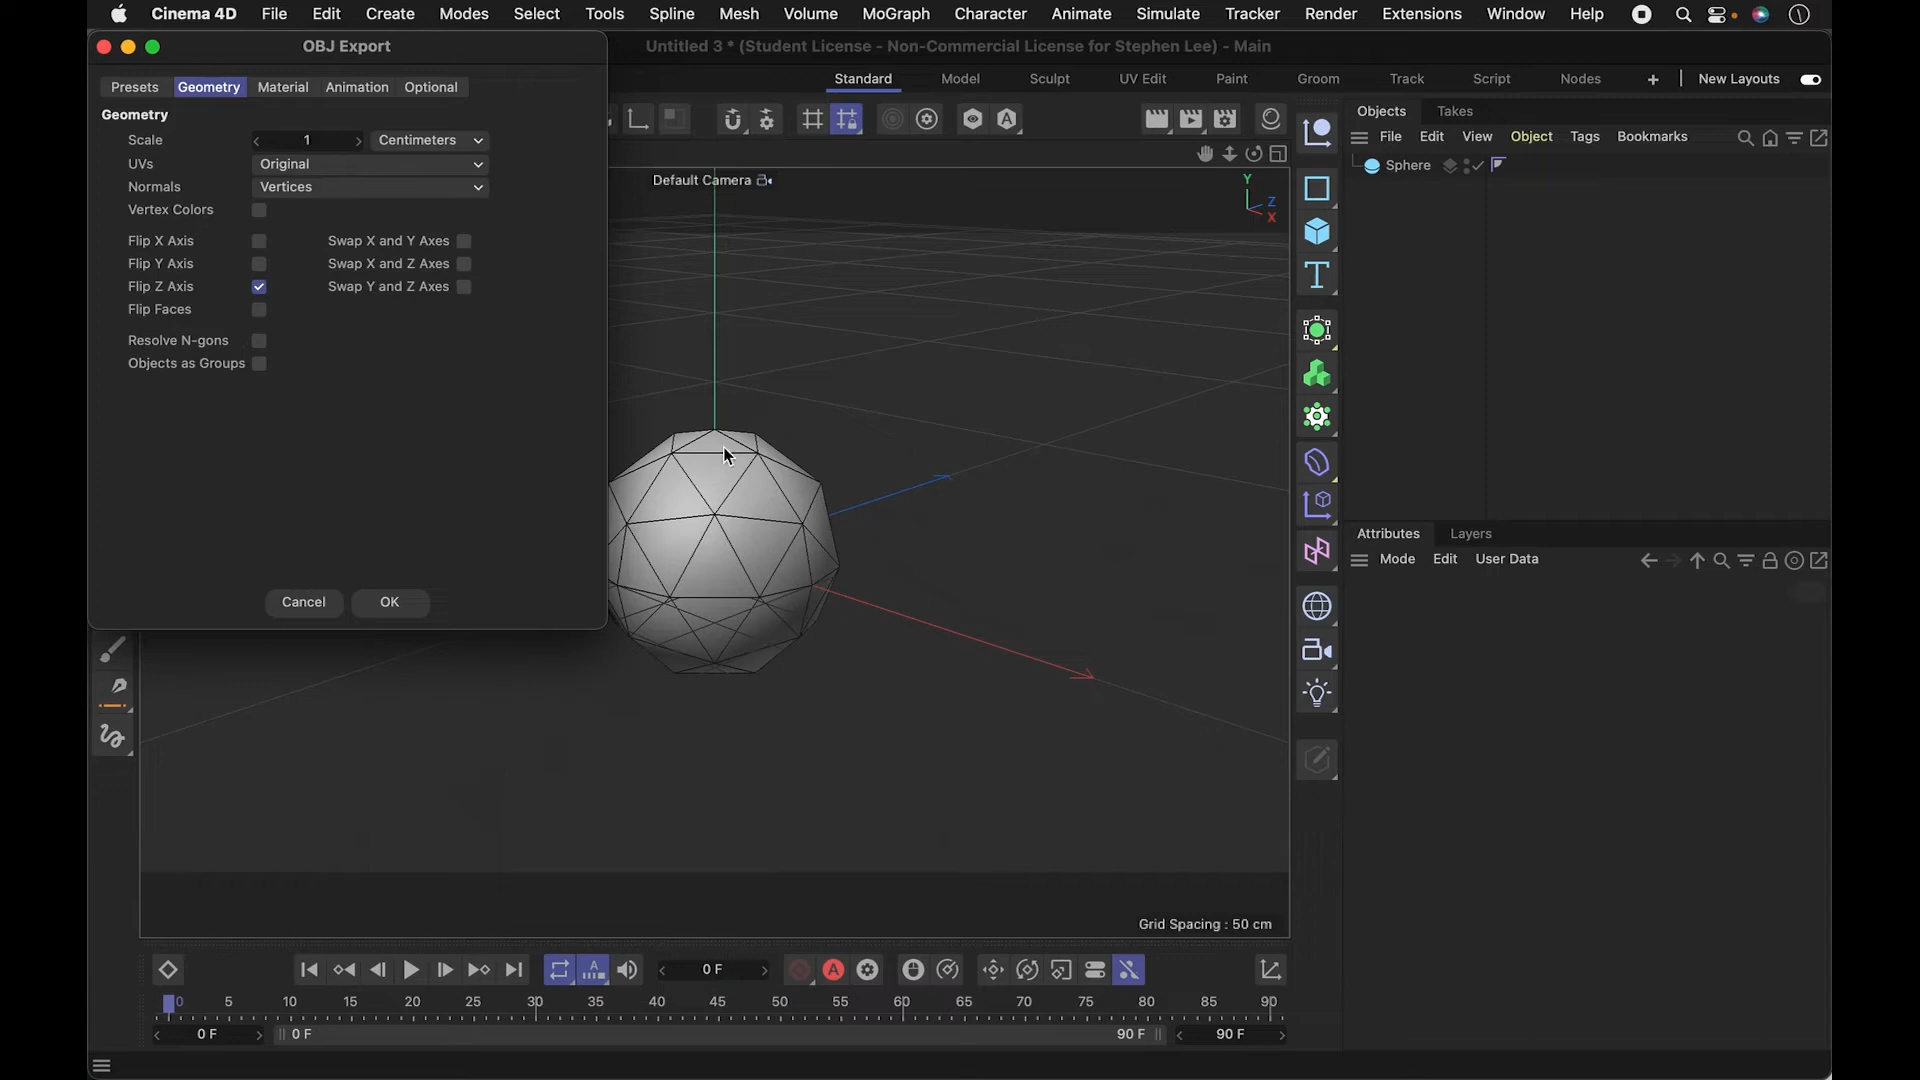 Cinema 4D File Edit Create Modes Select Tools Spline Mesh Volume MoGraph Character Animate Simulate Tracker Render Extensions Window Help
OBJ Export
Untitled 3 * (Student License - Non-Commercial License for Stephen Lee) - Main
Standard Model Sculpt UV Edit Paint Groom Track Script Nodes + New Layouts
Presets Geometry Material Animation Optional
Geometry
Scale 1 Centimeters
UVs Original
Normals Vertices
Vertex Colors
Flip X Axis Swap X and Y Axes
Flip Y Axis Swap X and Z Axes
Flip Z Axis Swap Y and Z Axes
Flip Faces
Resolve N-gons
Objects as Groups
Cancel OK
Default Camera
Y
Z
X
Grid Spacing : 50 cm
Objects Takes
File Edit View Object Tags Bookmarks
Sphere
Attributes Layers
Mode Edit User Data
0 F
0 5 10 15 20 25 30 35 40 45 50 55 60 65 70 75 80 85 90
0 F 0 F 90 F 90 F